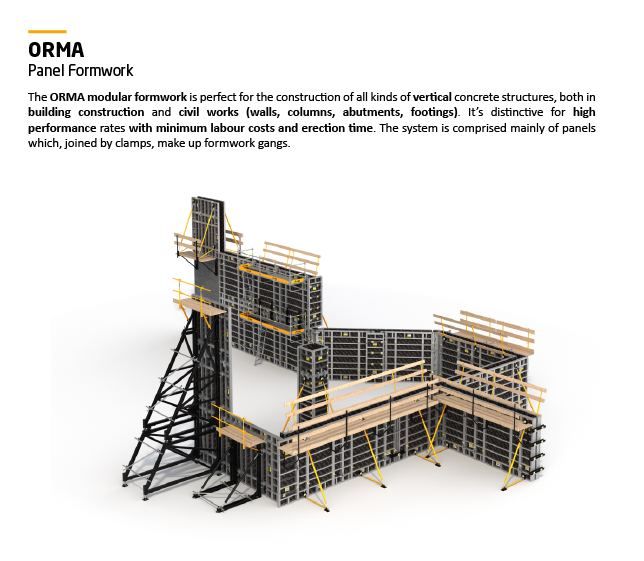 ORMA
Panel Formwork
The ORMA modular formwork is perfect for the construction of all kinds of vertical concrete structures, both in
building construction and civil works (walls, columns, abutments, footings). It’s distinctive for high
performance rates with minimum labour costs and erection time. The system is comprised mainly of panels
which, joined by clamps, make up formwork gangs.